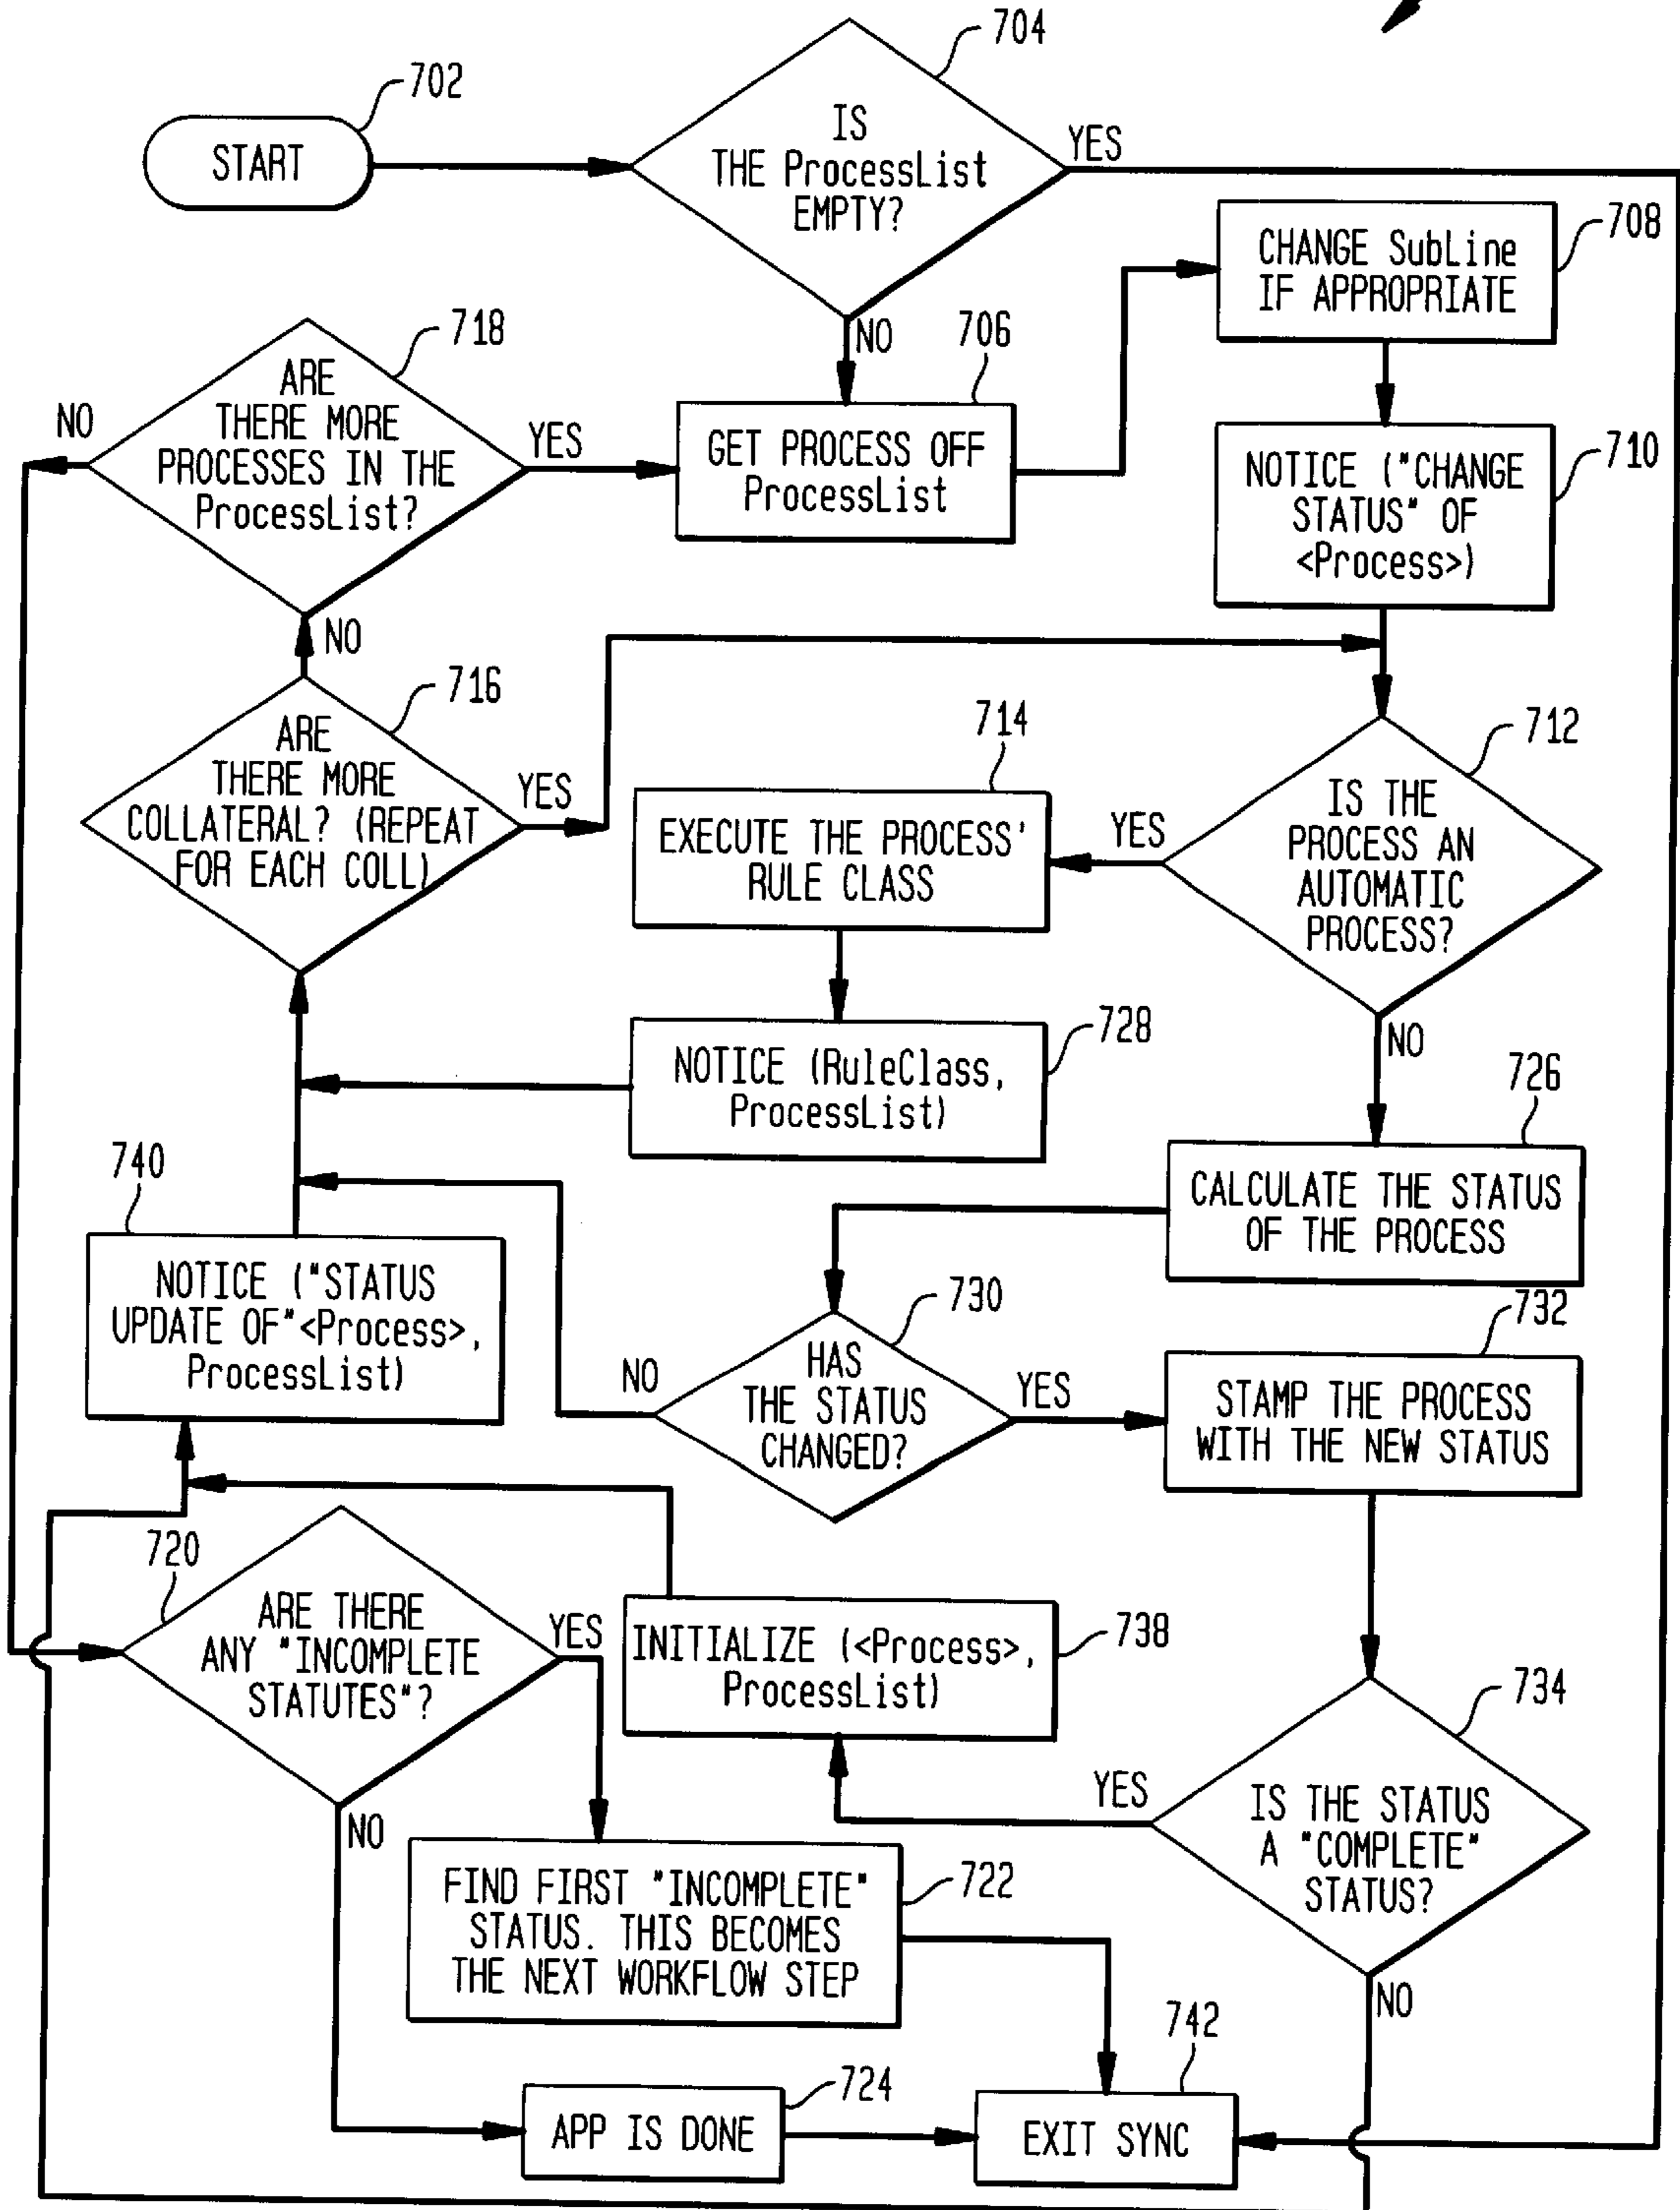 702
START
704
IS
THE ProcessList
EMPTY?
YES
NO
708
CHANGE SubLine
IF APPROPRIATE
706
GET PROCESS OFF
ProcessList
710
NOTICE ("CHANGE
STATUS" OF
<Process>)
718
ARE
THERE MORE
PROCESSES IN THE
ProcessList?
NO
YES
NO
716
ARE
THERE MORE
COLLATERAL? (REPEAT
FOR EACH COLL)
YES
714
EXECUTE THE PROCESS'
RULE CLASS
712
IS THE
PROCESS AN
AUTOMATIC
PROCESS?
YES
NO
728
NOTICE (RuleClass,
ProcessList)
726
CALCULATE THE STATUS
OF THE PROCESS
740
NOTICE ("STATUS
UPDATE OF"<Process>,
ProcessList)
730
HAS
THE STATUS
CHANGED?
NO
YES
732
STAMP THE PROCESS
WITH THE NEW STATUS
720
ARE THERE
ANY "INCOMPLETE
STATUTES"?
YES
NO
738
INITIALIZE (<Process>,
ProcessList)
734
IS THE STATUS
A "COMPLETE"
STATUS?
YES
NO
722
FIND FIRST "INCOMPLETE"
STATUS. THIS BECOMES
THE NEXT WORKFLOW STEP
724
APP IS DONE
742
EXIT SYNC